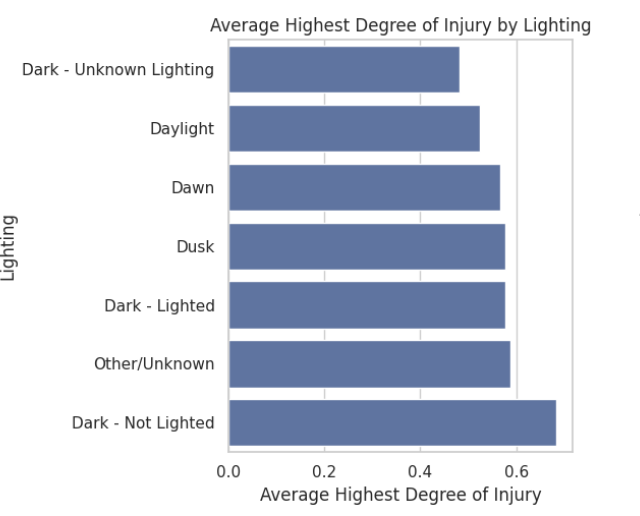 Average Highest Degree of Injury by Lighting
Dark - Unknown Lighting
Daylight
Dawn
Dusk
Dark - Lighted
Other/Unknown
Dark - Not Lighted
Lighting
0.0 0.2 0.4 0.6
Average Highest Degree of Injury